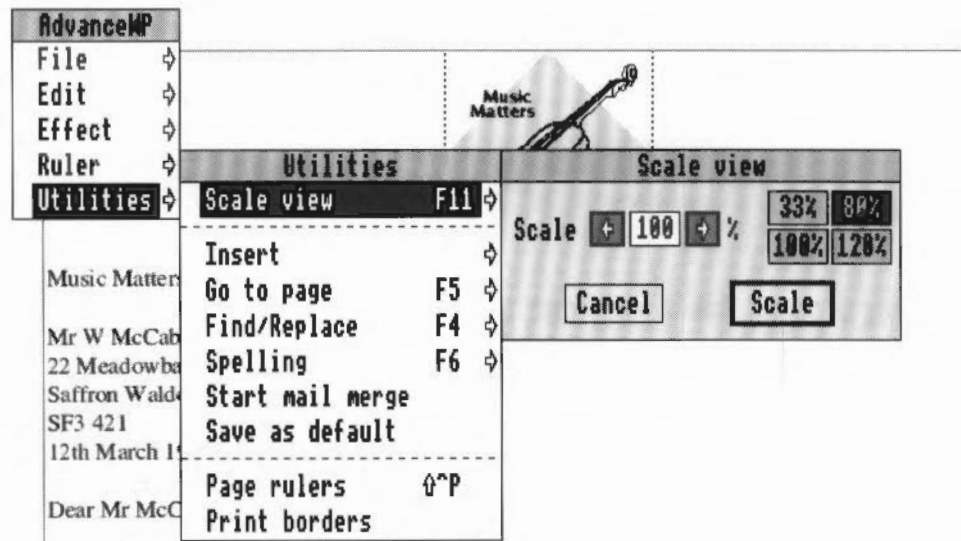 AdvanceWP
File
Edit
Effect
Ruler
Utilities
Music
Matters
Utilities
Scale view F11
Insert
Go to page F5
Find/Replace F4
Spelling F6
Start mail merge
Save as default
Page rulers ⇧^P
Print borders
Scale view
Scale 100 %
33% 80%
100% 120%
Cancel Scale
Music Matters
Mr W McCab
22 Meadowba
Saffron Walde
SF3 421
12th March 1
Dear Mr McC